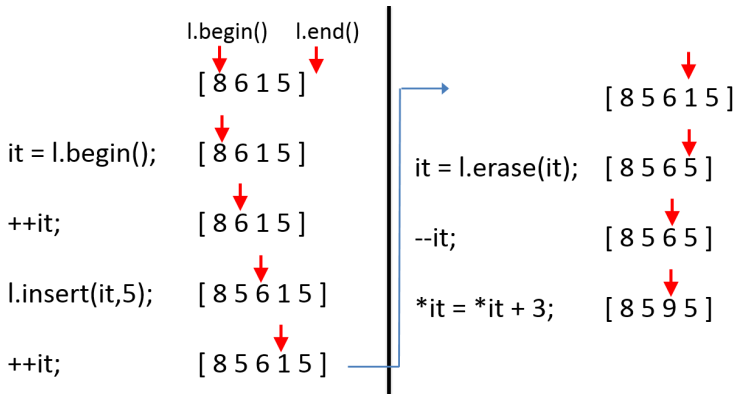 l.begin() l.end()
[ 8 6 1 5 ]
it = l.begin(); [ 8 6 1 5 ]
++it; [ 8 6 1 5 ]
l.insert(it,5); [ 8 5 6 1 5 ]
++it; [ 8 5 6 1 5 ]
[ 8 5 6 1 5 ]
it = l.erase(it); [ 8 5 6 5 ]
--it; [ 8 5 6 5 ]
*it = *it + 3; [ 8 5 9 5 ]